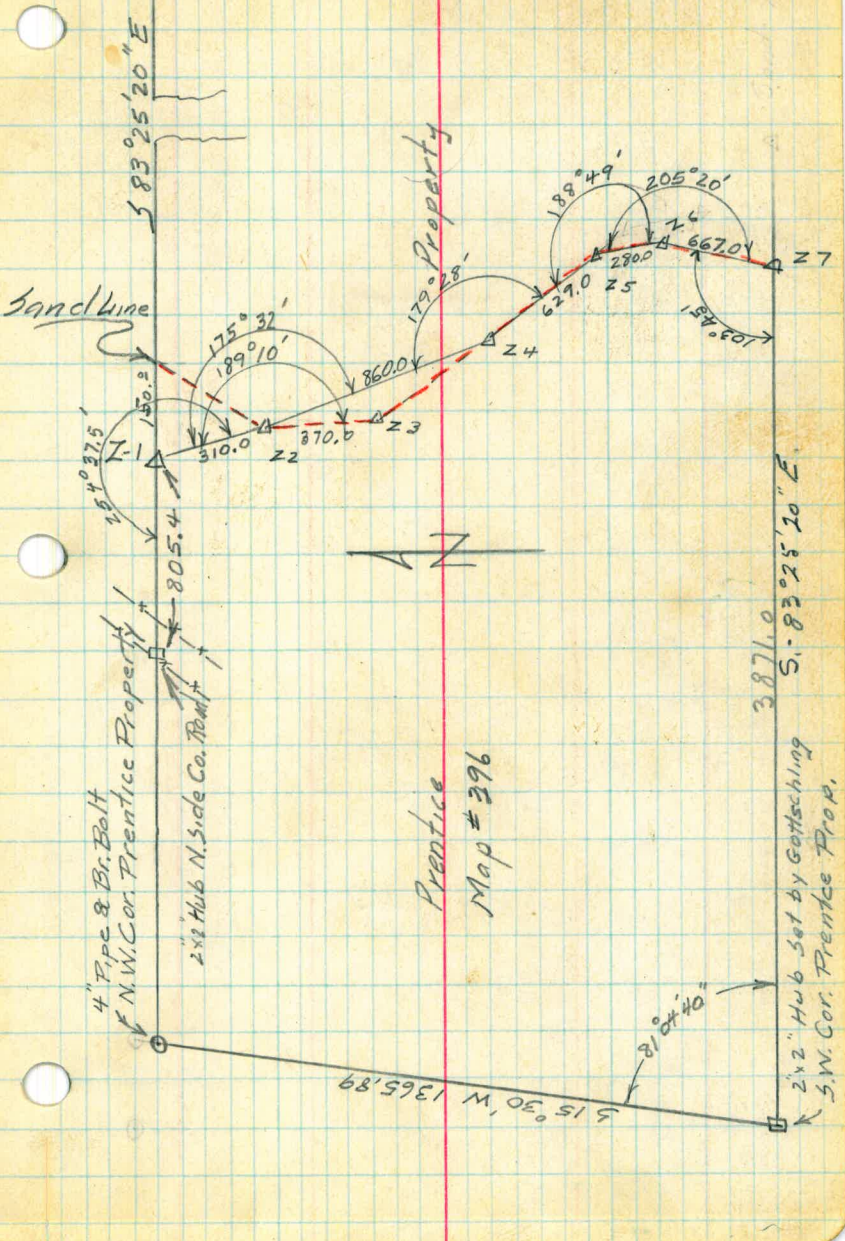 S 83°25'20" E
Sand Line
150.2
254°37.5'
Z-1
310.0
175°32'
189°10'
Z2
370.0
Z3
860.0
179°28'
Z4
629.0
188°49'
Z5
280.0
205°20'
Z6
667.0
Z7
103°45'
805.4
4" Pipe & Br. Bolt
N.W. Cor. Prentice Property
2"x2" Hub N. Side Co. Road
Prentice Property
Map # 396
3871.0
S.- 83°25'20" E.
81°04'40"
S 15°30' W 1365.89
2"x2" Hub Set by Gottschling
S.W. Cor. Prentice Prop.